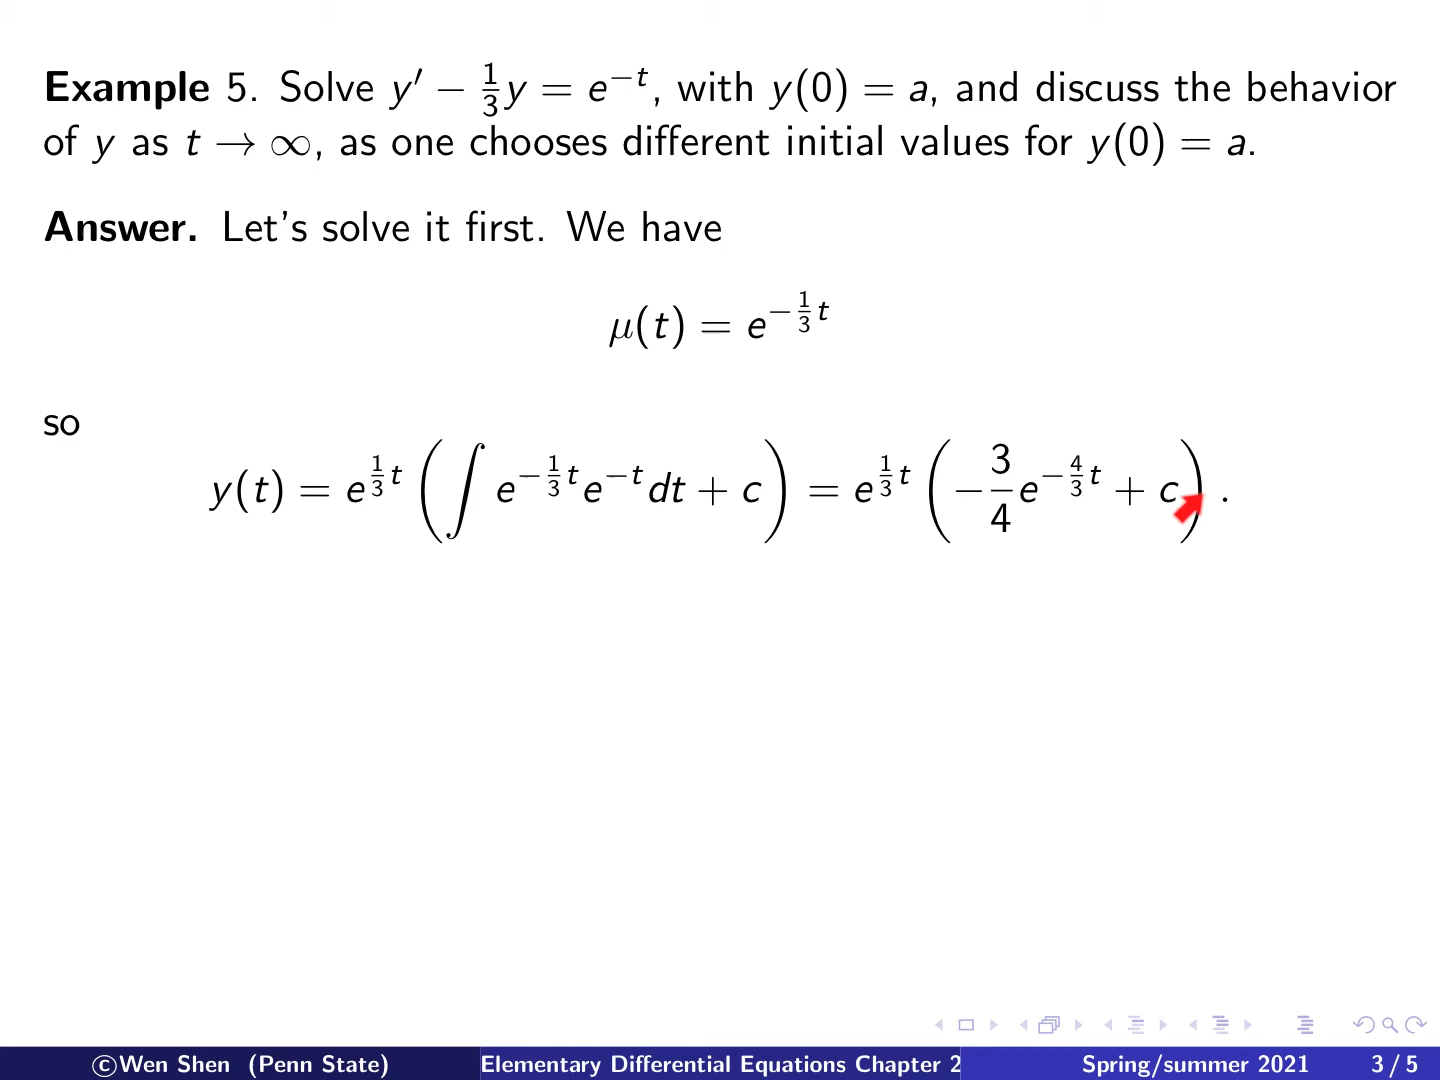 Example 5. Solve y′ − 1/3 y = e^{−t}, with y(0) = a, and discuss the behavior
of y as t → ∞, as one chooses different initial values for y(0) = a.
Answer. Let's solve it first. We have
μ(t) = e^{−1/3 t}
so
y(t) = e^{1/3 t} (∫ e^{−1/3 t} e^{−t} dt + c) = e^{1/3 t} (−3/4 e^{−4/3 t} + c).
©Wen Shen (Penn State) Elementary Differential Equations Chapter 2 Spring/summer 2021 3 / 5